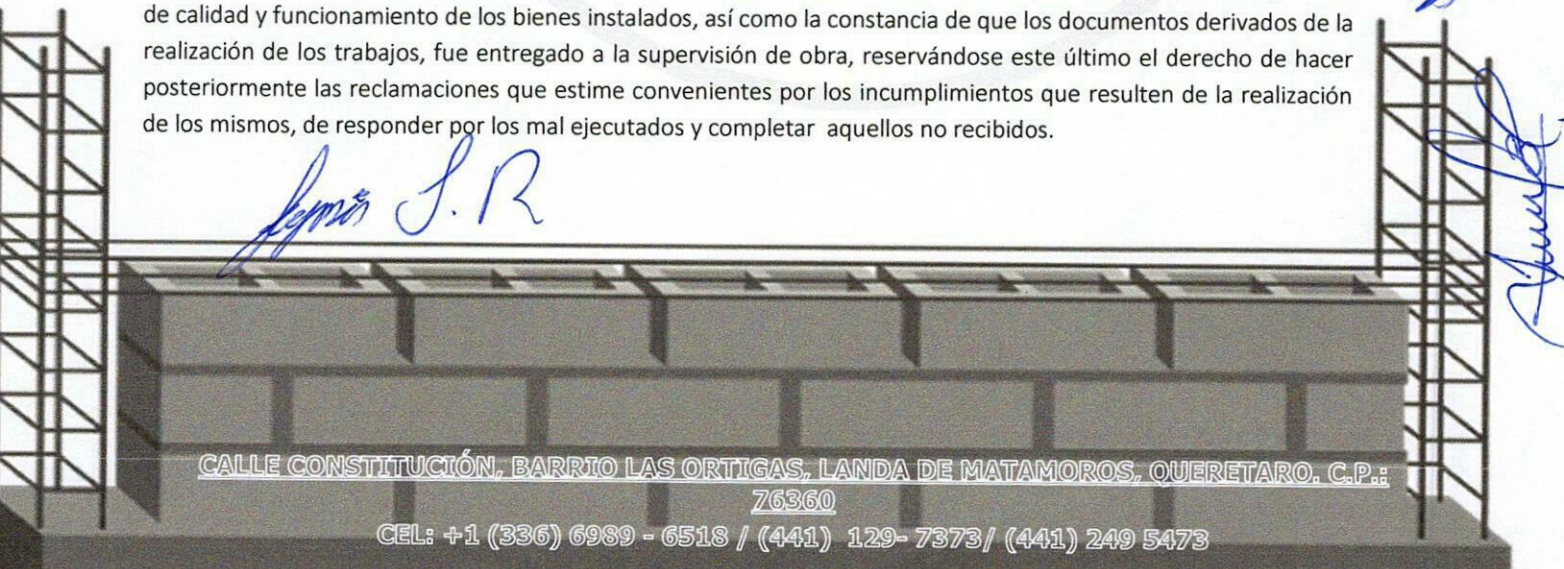 de calidad y funcionamiento de los bienes instalados, así como la constancia de que los documentos derivados de la
realización de los trabajos, fue entregado a la supervisión de obra, reservándose este último el derecho de hacer
posteriormente las reclamaciones que estime convenientes por los incumplimientos que resulten de la realización
de los mismos, de responder por los mal ejecutados y completar aquellos no recibidos.
J. R
CALLE CONSTITUCIÓN, BARRIO LAS ORTIGAS, LANDA DE MATAMOROS, QUERETARO. C.P.:
76360
CEL: +1 (336) 6989 - 6518 / (441) 129- 7373/ (441) 249 5473